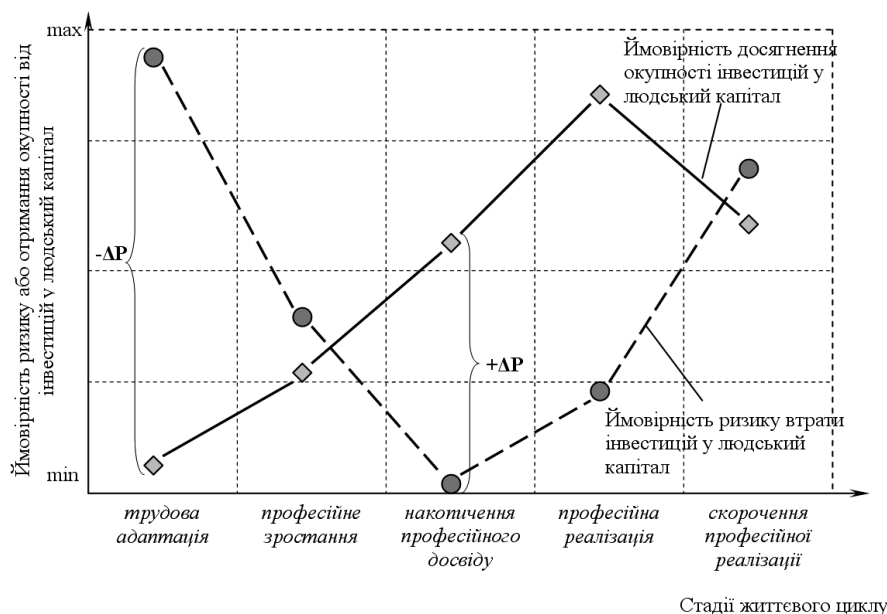 max
Ймовірність ризику або отримання окупності від
інвестицій у людський капітал
min
Ймовірність досягнення
окупності інвестицій у
людський капітал
-ΔP
+ΔP
Ймовірність ризику втрати
інвестицій у людський
капітал
трудова
адаптація
професійне
зростання
накопичення
професійного
досвіду
професійна
реалізація
скорочення
професійної
реалізації
Стадії життєвого циклу